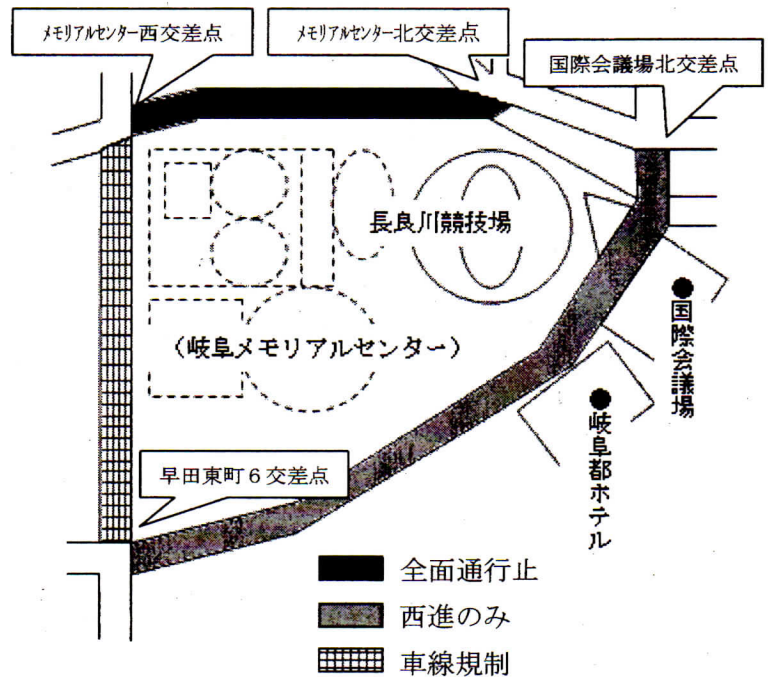 メモリアルセンター西交差点
メモリアルセンター北交差点
国際会議場北交差点
長良川競技場
(岐阜メモリアルセンター)
●国際会議場
●岐阜都ホテル
早田東町6交差点
全面通行止
西進のみ
車線規制